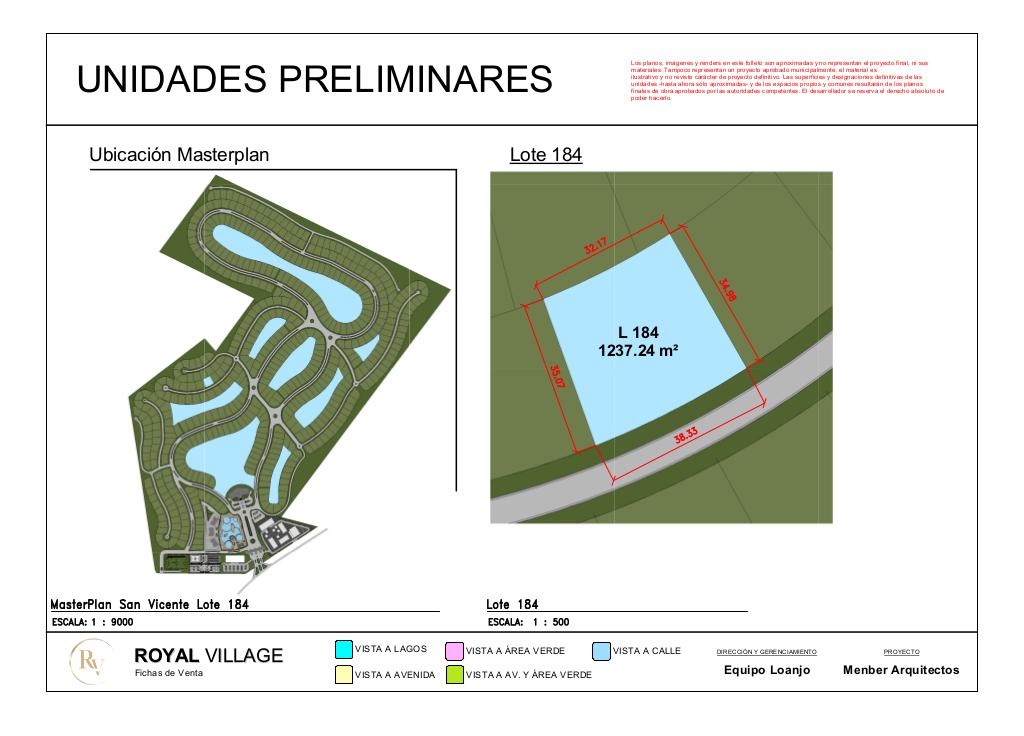 UNIDADES PRELIMINARES
Los planos, imágenes y renders en este folleto son aproximadas y no representan el proyecto final, ni sus
materiales. Tampoco representan un proyecto aprobado municipalmente, el material es
ilustrativo y no reviste carácter de proyecto definitivo. Las superficies y designaciones definitivas de las
unidades -hasta ahora sólo aproximadas- y de los espacios propios y comunes resultarán de los planos
finales de obra aprobados por las autoridades competentes. El desarrollador se reserva el derecho absoluto de
poder hacerlo.
Ubicación Masterplan
Lote 184
32.17
34.98
L 184
1237.24 m²
35.07
38.33
MasterPlan San Vicente Lote 184
ESCALA: 1 : 9000
Lote 184
ESCALA: 1 : 500
RV
ROYAL VILLAGE
Fichas de Venta
VISTA A LAGOS
VISTA A ÁREA VERDE
VISTA A CALLE
VISTA A AVENIDA
VISTA A AV. Y ÁREA VERDE
DIRECCIÓN Y GERENCIAMIENTO
Equipo Loanjo
PROYECTO
Menber Arquitectos